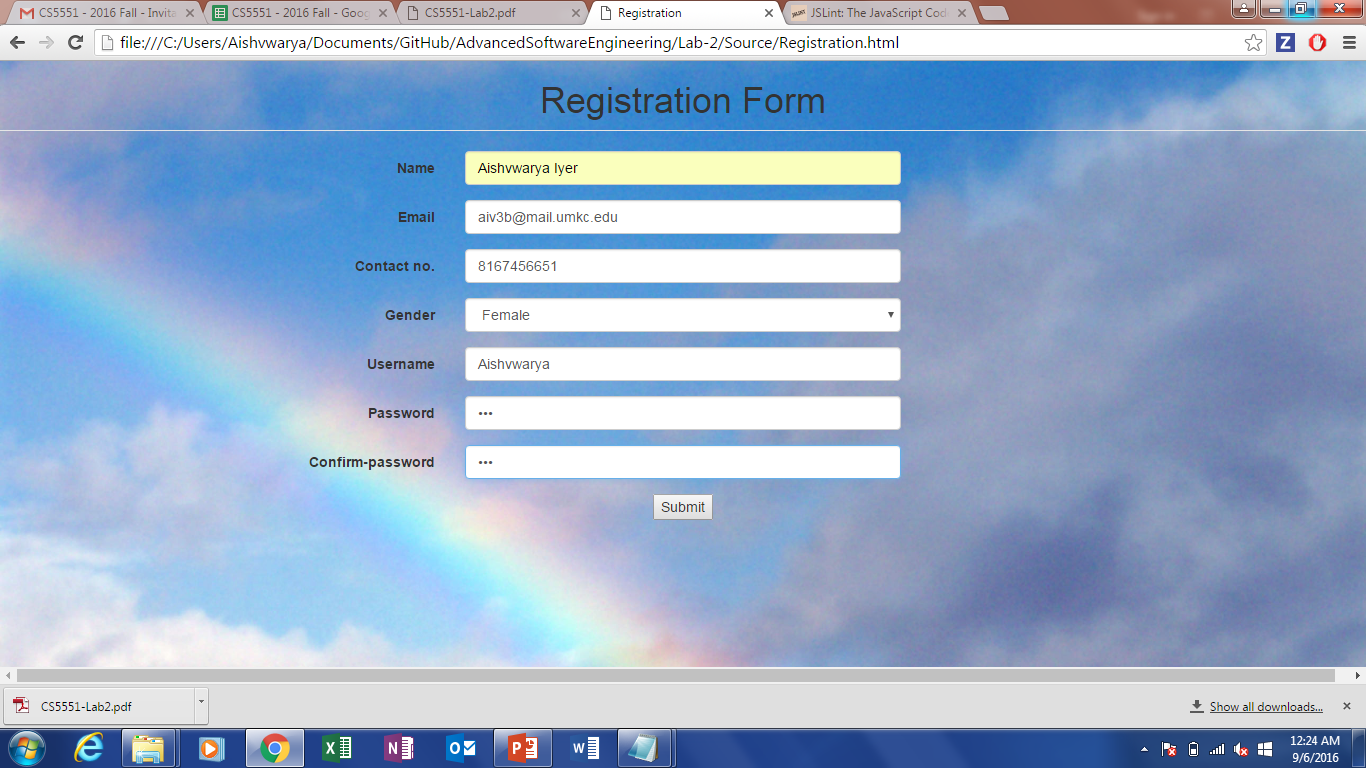 CS5551 - 2016 Fall - Invita
CS5551 - 2016 Fall - Goog
CS5551-Lab2.pdf
Registration
JSLint: The JavaScript Cod
file:///C:/Users/Aishvwarya/Documents/GitHub/AdvancedSoftwareEngineering/Lab-2/Source/Registration.html
Z
Registration Form
Name Aishvwarya Iyer
Email aiv3b@mail.umkc.edu
Contact no. 8167456651
Gender Female
Username Aishvwarya
Password •••
Confirm-password •••
Submit
CS5551-Lab2.pdf
Show all downloads...
12:24 AM
9/6/2016